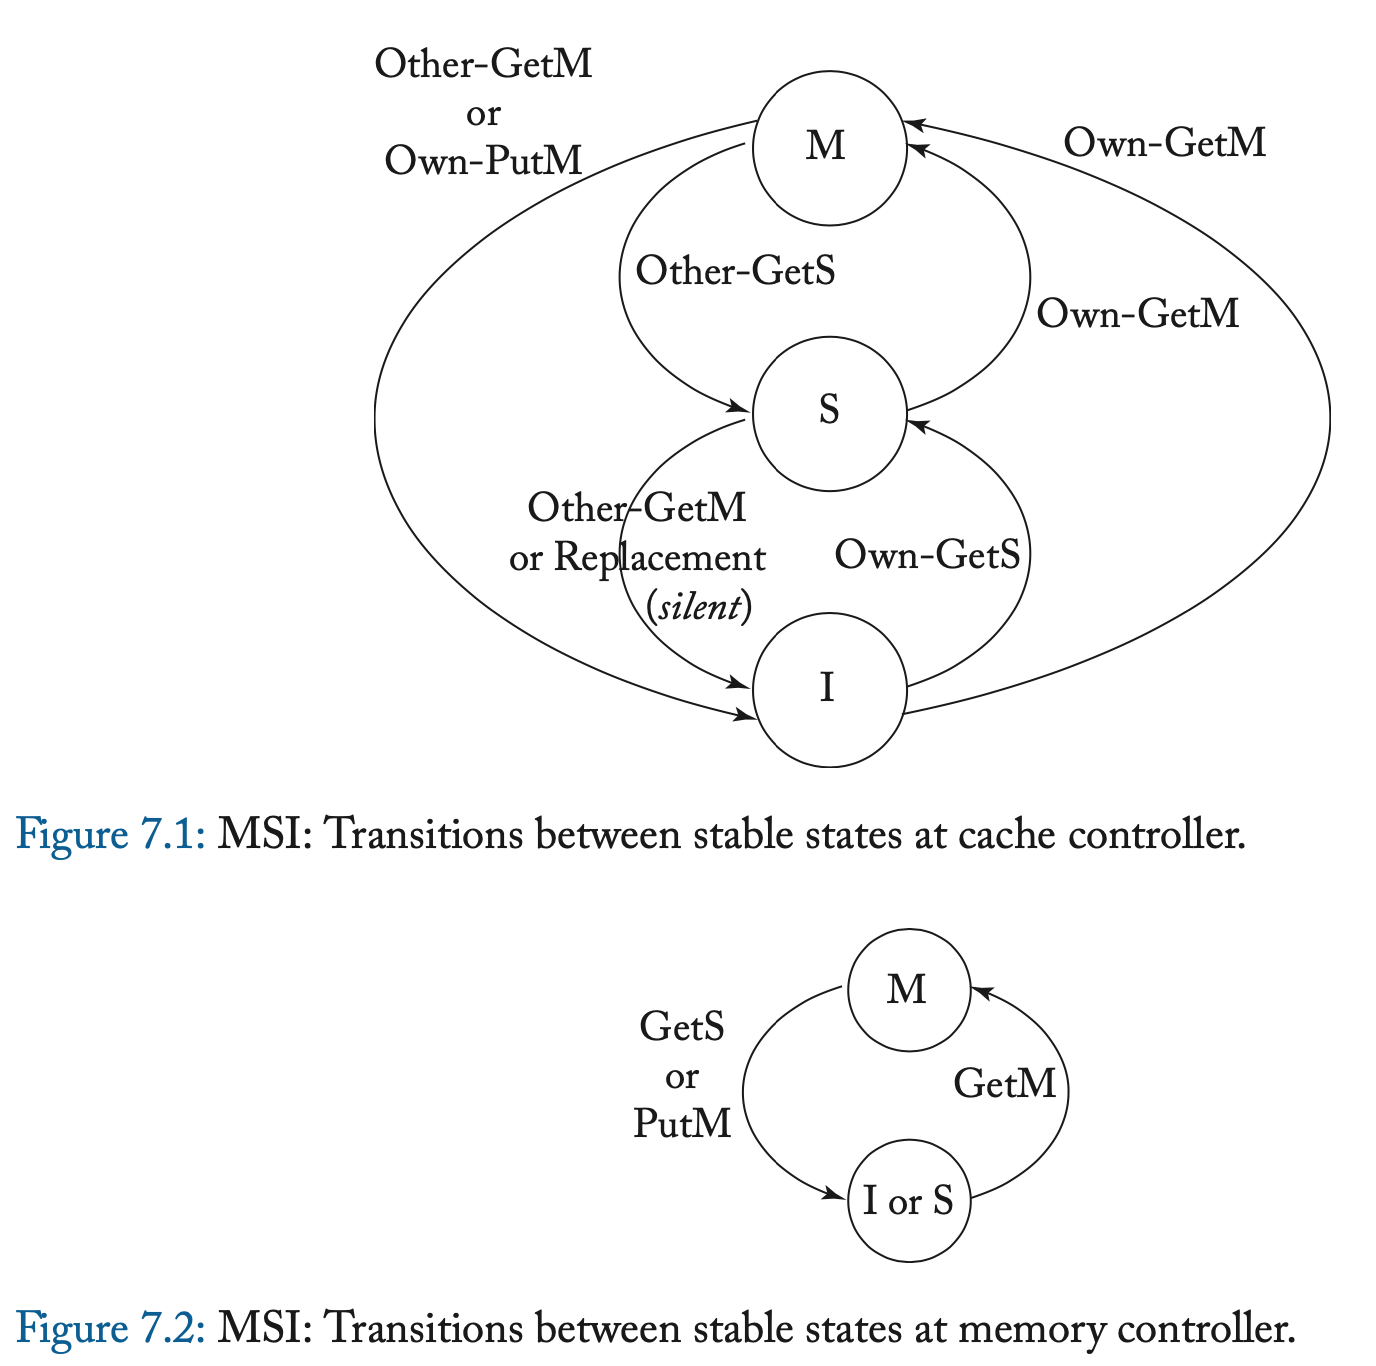 Other-GetM
or
Own-PutM
M
Own-GetM
Other-GetS
Own-GetM
S
Other-GetM
or Replacement
(silent)
Own-GetS
I
Figure 7.1: MSI: Transitions between stable states at cache controller.
M
GetS
or
PutM
GetM
I or S
Figure 7.2: MSI: Transitions between stable states at memory controller.